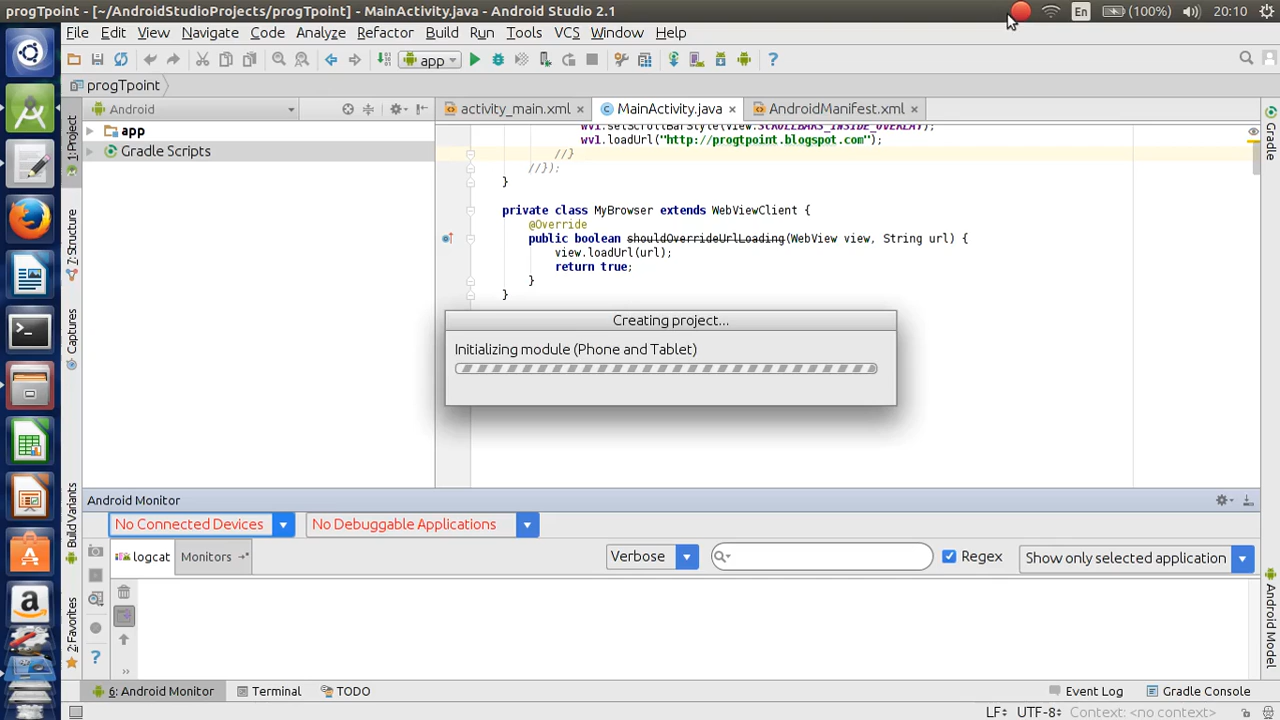 progTpoint - [~/AndroidStudioProjects/progTpoint] - MainActivity.java - Android Studio 2.1
En
(100%)
20:10
File Edit View Navigate Code Analyze Refactor Build Run Tools VCS Window Help
app
progTpoint
Android
activity_main.xml
MainActivity.java
AndroidManifest.xml
1: Project
7: Structure
Captures
Build Variants
2: Favorites
app
Gradle Scripts
wv1.setScrollBarStyle(View.SCROLLBARS_INSIDE_OVERLAY);
wv1.loadUrl("http://progtpoint.blogspot.com");
//}
//});
}
private class MyBrowser extends WebViewClient {
@Override
public boolean shouldOverrideUrlLoading(WebView view, String url) {
view.loadUrl(url);
return true;
}
}
Creating project...
Initializing module (Phone and Tablet)
Gradle
Android Model
Android Monitor
No Connected Devices
No Debuggable Applications
logcat
Monitors
Verbose
Regex
Show only selected application
6: Android Monitor
Terminal
TODO
Event Log
Gradle Console
LF
UTF-8
Context: <no context>